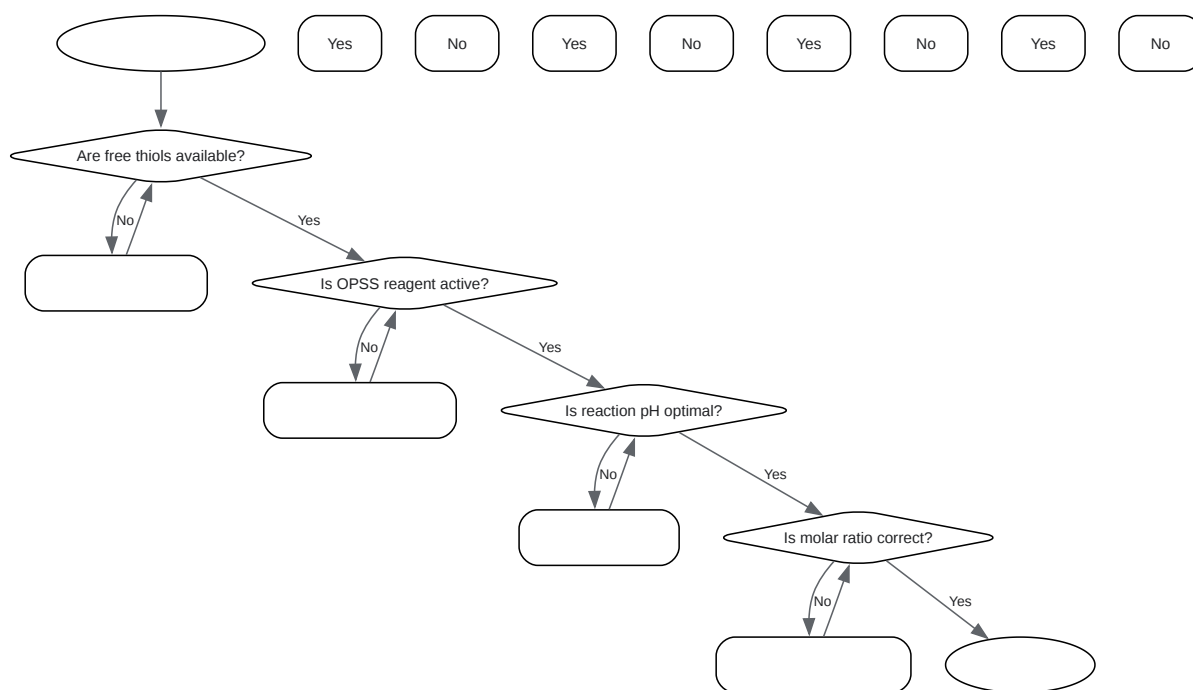 Yes
No
Yes
No
Yes
No
Yes
No
Are free thiols available?
No
Yes
Is OPSS reagent active?
No
Yes
Is reaction pH optimal?
No
Yes
Is molar ratio correct?
No
Yes